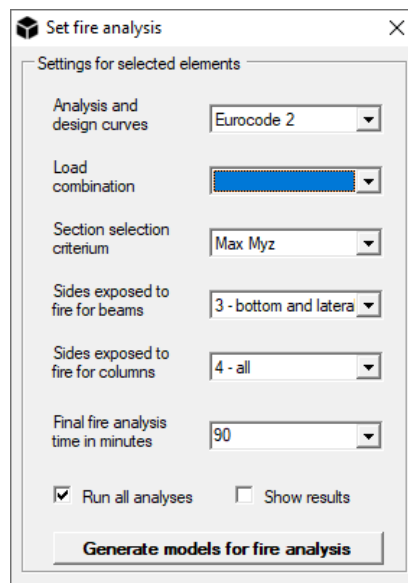 Set fire analysis
Settings for selected elements
Analysis and
design curves
Eurocode 2
Load
combination
Section selection
criterium
Max Myz
Sides exposed to
fire for beams
3 - bottom and latera
Sides exposed to
fire for columns
4 - all
Final fire analysis
time in minutes
90
Run all analyses
Show results
Generate models for fire analysis